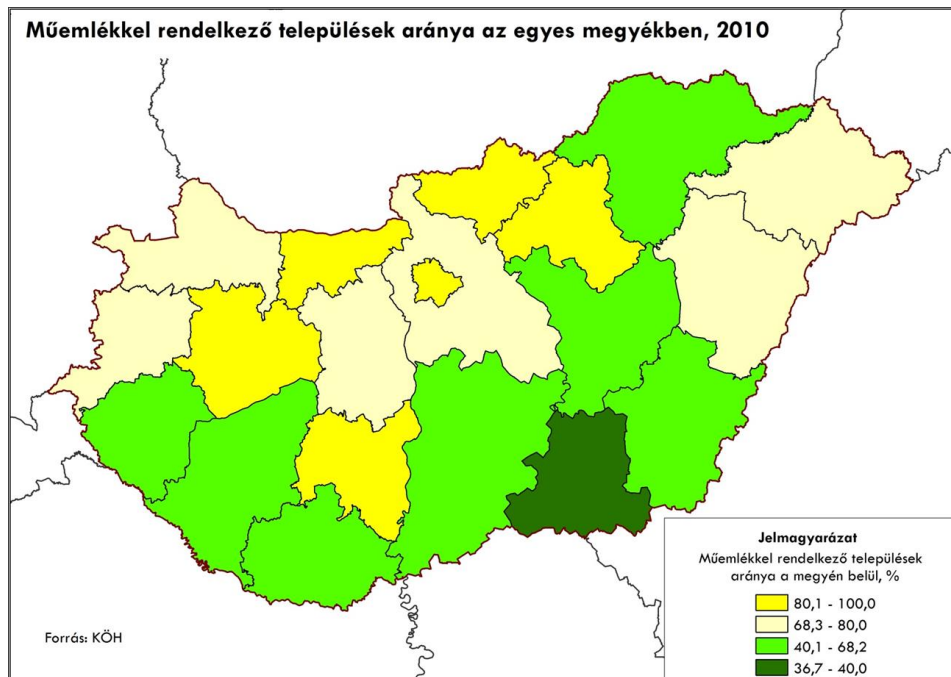 Műemlékkel rendelkező települések aránya az egyes megyékben, 2010
Jelmagyarázat
Műemlékkel rendelkező települések
aránya a megyén belül, %
80,1 - 100,0
68,3 - 80,0
40,1 - 68,2
36,7 - 40,0
Forrás: KÖH